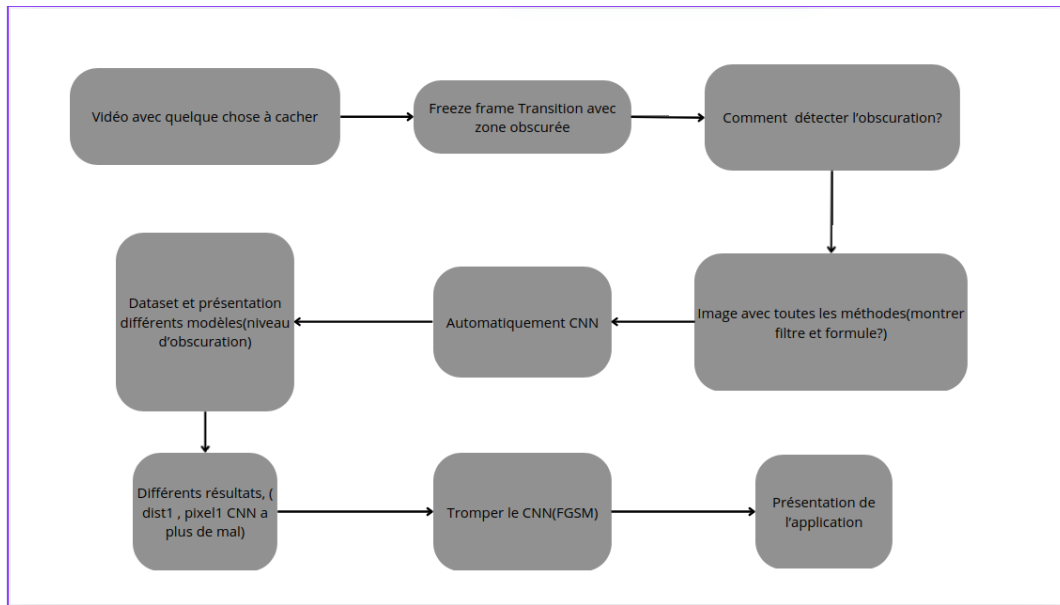 Vidéo avec quelque chose à cacher
Freeze frame Transition avec
zone obscurée
Comment détecter l'obscuration?
Image avec toutes les méthodes(montrer
filtre et formule?)
Automatiquement CNN
Dataset et présentation
différents modèles(niveau
d'obscuration)
Différents résultats, (
dist1 , pixel1 CNN a
plus de mal)
Tromper le CNN(FGSM)
Présentation de
l'application